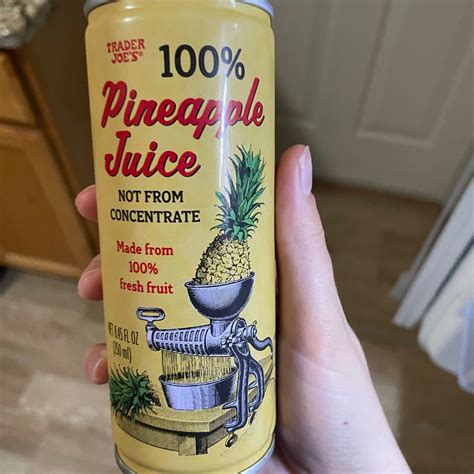 TRADER
JOE'S®
100%
Pineapple
Juice
NOT FROM
CONCENTRATE
Made from
100%
fresh fruit
NET 8.45 FL OZ
(250 ml)